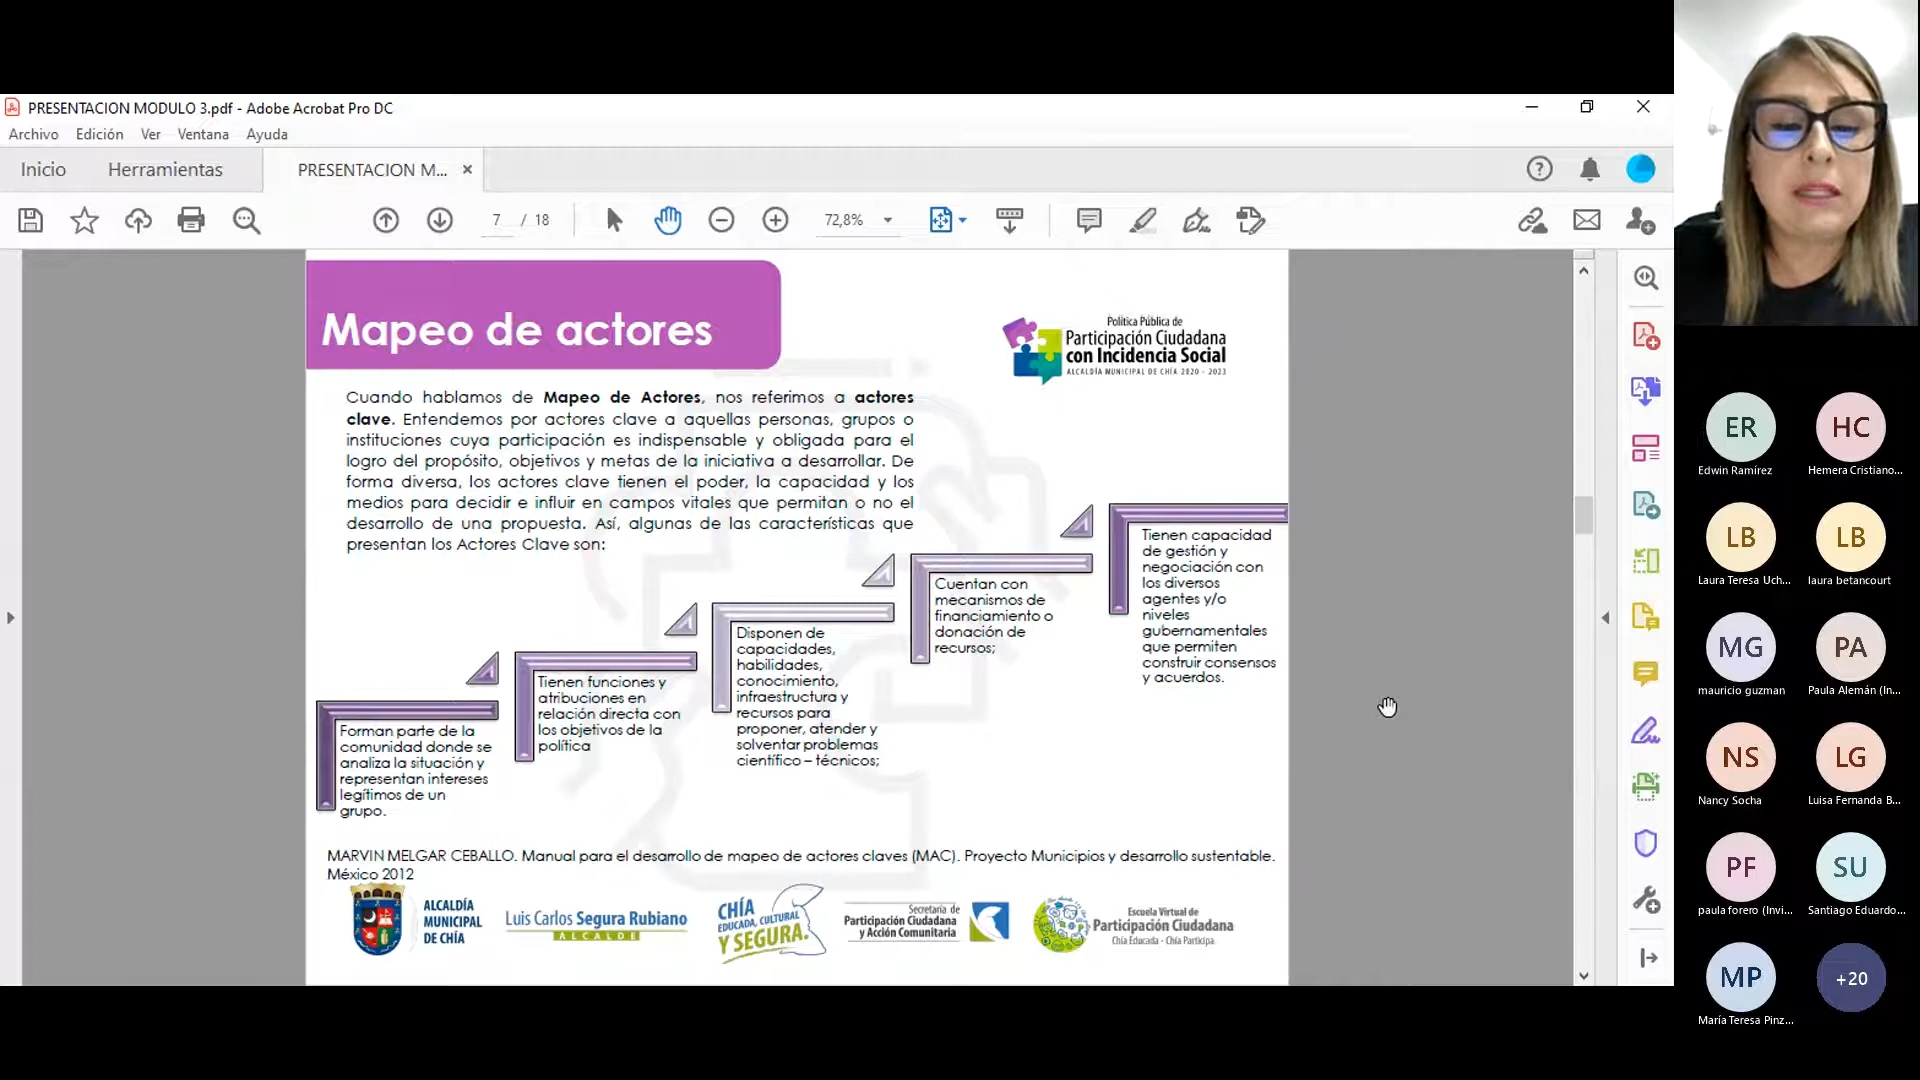 PRESENTACION MODULO 3.pdf - Adobe Acrobat Pro DC
Archivo Edición Ver Ventana Ayuda
Inicio Herramientas PRESENTACION M... ×
7 / 18 72,8%
Mapeo de actores
Política Pública de
Participación Ciudadana
con Incidencia Social
ALCALDÍA MUNICIPAL DE CHÍA 2020 - 2023
Cuando hablamos de Mapeo de Actores, nos referimos a actores
clave. Entendemos por actores clave a aquellas personas, grupos o
instituciones cuya participación es indispensable y obligada para el
logro del propósito, objetivos y metas de la iniciativa a desarrollar. De
forma diversa, los actores clave tienen el poder, la capacidad y los
medios para decidir e influir en campos vitales que permitan o no el
desarrollo de una propuesta. Así, algunas de las características que
presentan los Actores Clave son:
Forman parte de la
comunidad donde se
analiza la situación y
representan intereses
legítimos de un
grupo.
Tienen funciones y
atribuciones en
relación directa con
los objetivos de la
política
Disponen de
capacidades,
habilidades,
conocimiento,
infraestructura y
recursos para
proponer, atender y
solventar problemas
científico – técnicos;
Cuentan con
mecanismos de
financiamiento o
donación de
recursos;
Tienen capacidad
de gestión y
negociación con
los diversos
agentes y/o
niveles
gubernamentales
que permiten
construir consensos
y acuerdos.
MARVIN MELGAR CEBALLO. Manual para el desarrollo de mapeo de actores claves (MAC). Proyecto Municipios y desarrollo sustentable.
México 2012
ALCALDÍA
MUNICIPAL
DE CHÍA
Luis Carlos Segura Rubiano
ALCALDE
CHÍA
EDUCADA, CULTURAL
Y SEGURA.
Secretaría de
Participación Ciudadana
y Acción Comunitaria
Escuela Virtual de
Participación Ciudadana
Chía Educada - Chía Participa
ER
Edwin Ramírez
HC
Hemera Cristiano...
LB
Laura Teresa Uch...
LB
laura betancourt
MG
mauricio guzman
PA
Paula Alemán (In...
NS
Nancy Socha
LG
Luisa Fernanda B...
PF
paula forero (Invi...
SU
Santiago Eduardo...
MP
María Teresa Pinz...
+20